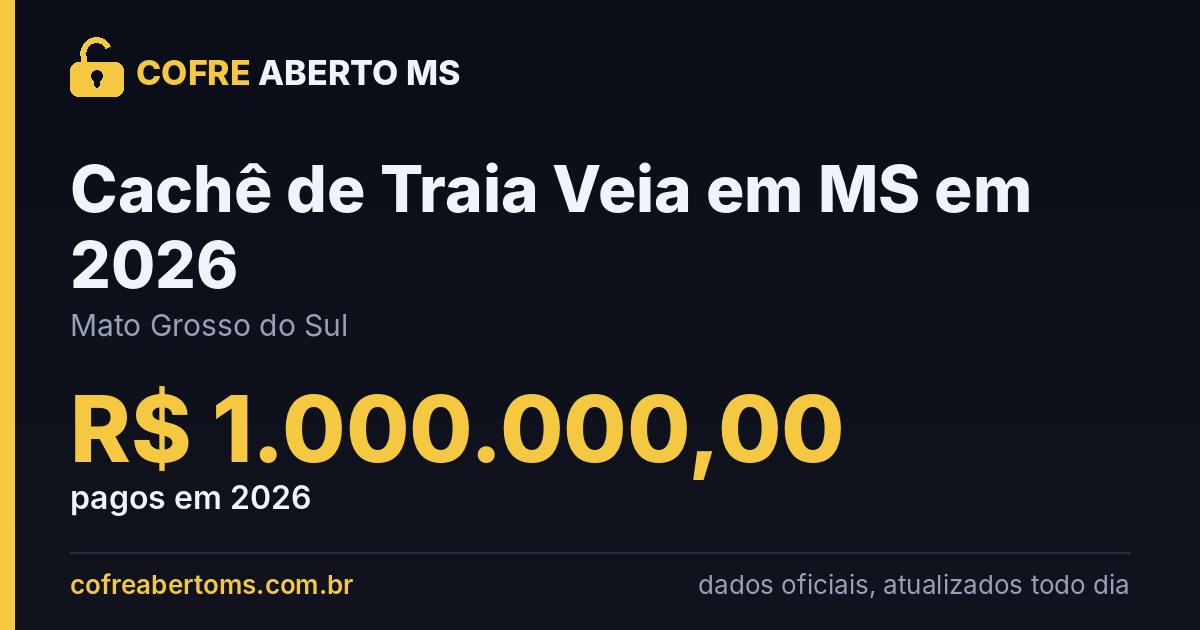 COFRE ABERTO MS
Cachê de Traia Veia em MS em
2026
Mato Grosso do Sul
R$ 1.000.000,00
pagos em 2026
cofreabertoms.com.br
dados oficiais, atualizados todo dia